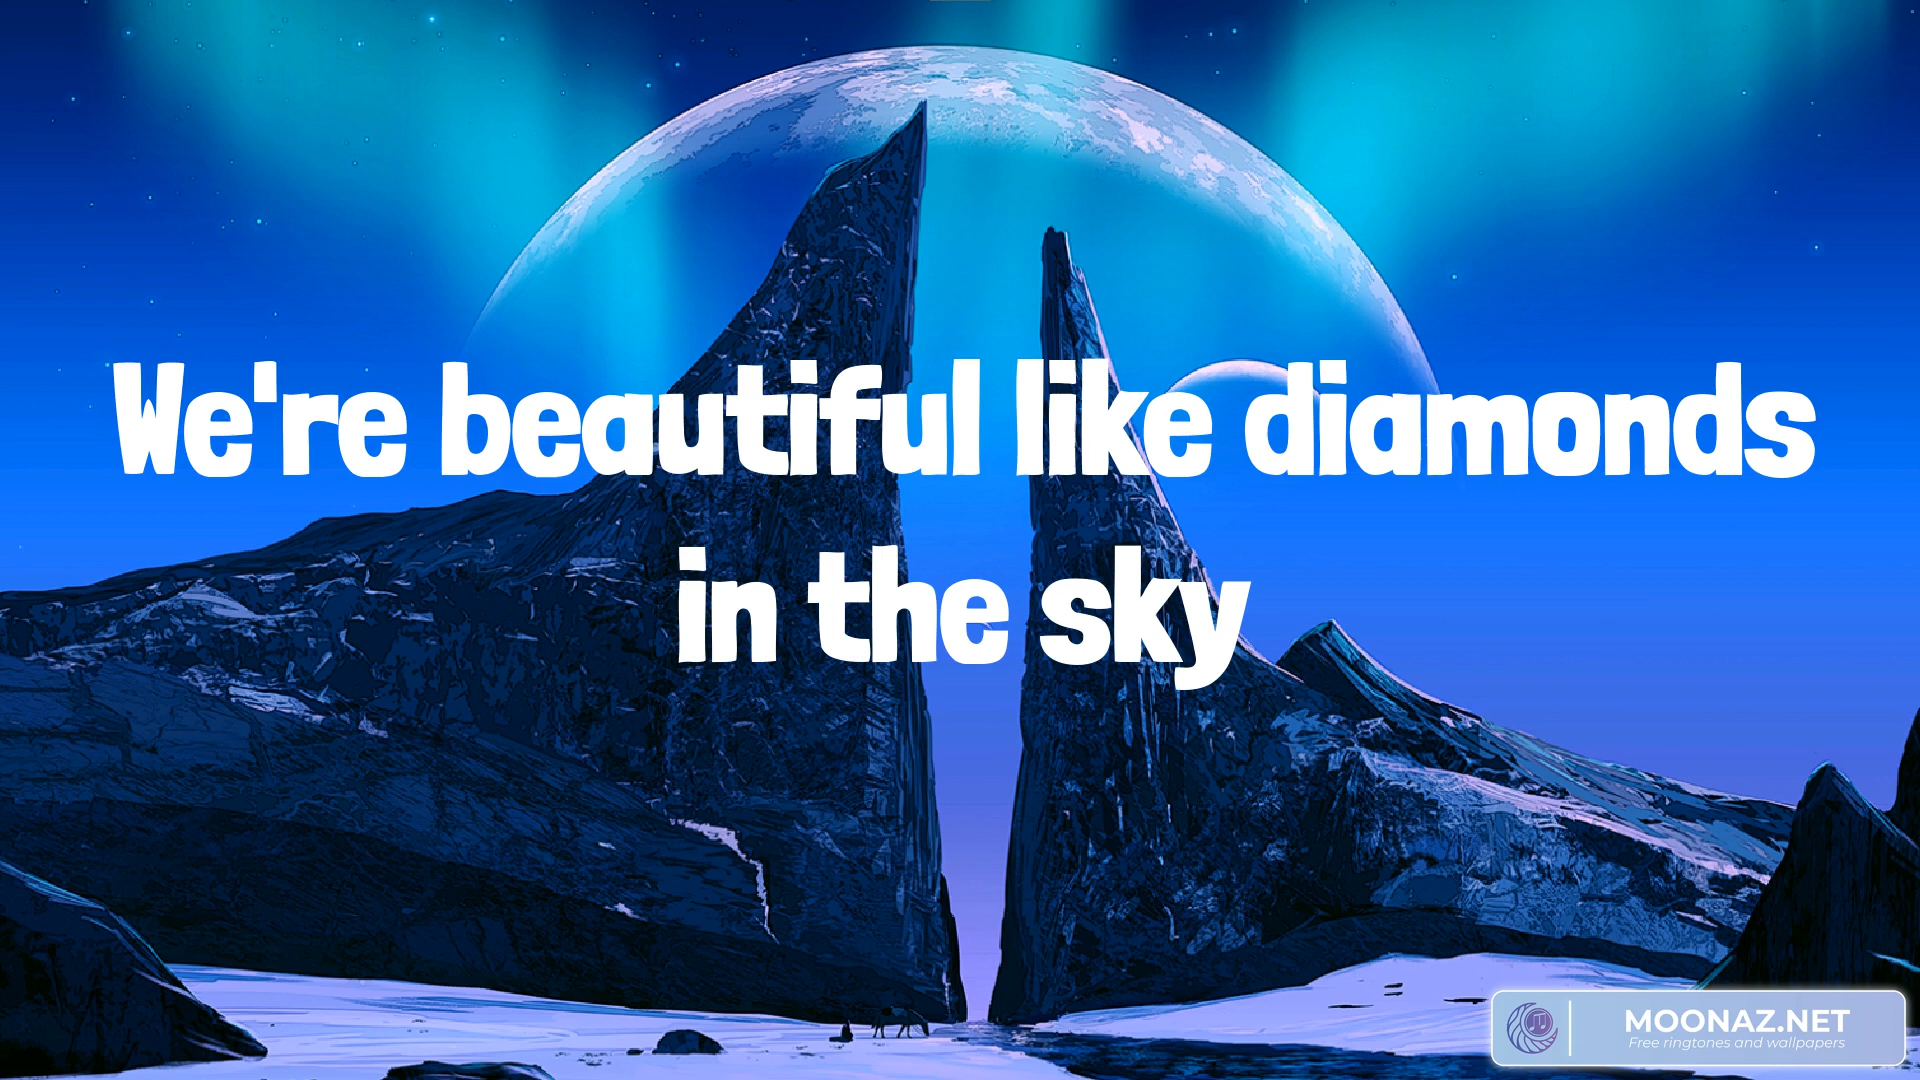 We're beautiful like diamonds
in the sky
MOONAZ.NET
Free ringtones and wallpapers